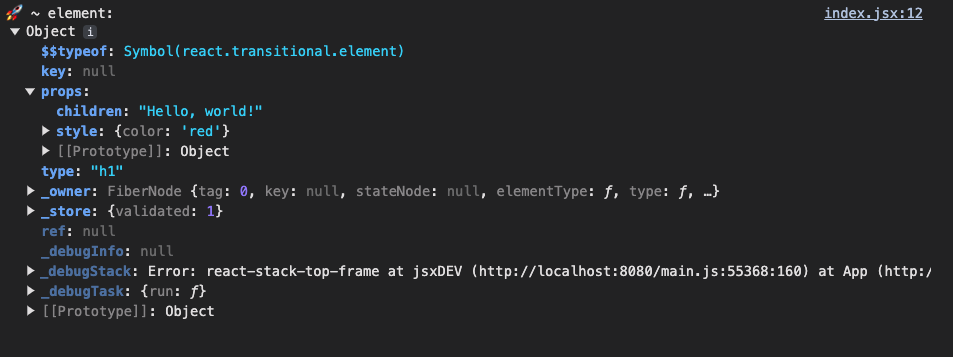 🚀 ~ element: index.jsx:12
▼ Object i
$$typeof: Symbol(react.transitional.element)
key: null
▼ props:
children: "Hello, world!"
▶ style: {color: 'red'}
▶ [[Prototype]]: Object
type: "h1"
▶ _owner: FiberNode {tag: 0, key: null, stateNode: null, elementType: ƒ, type: ƒ, …}
▶ _store: {validated: 1}
ref: null
_debugInfo: null
▶ _debugStack: Error: react-stack-top-frame at jsxDEV (http://localhost:8080/main.js:55368:160) at App (http:/
▶ _debugTask: {run: ƒ}
▶ [[Prototype]]: Object